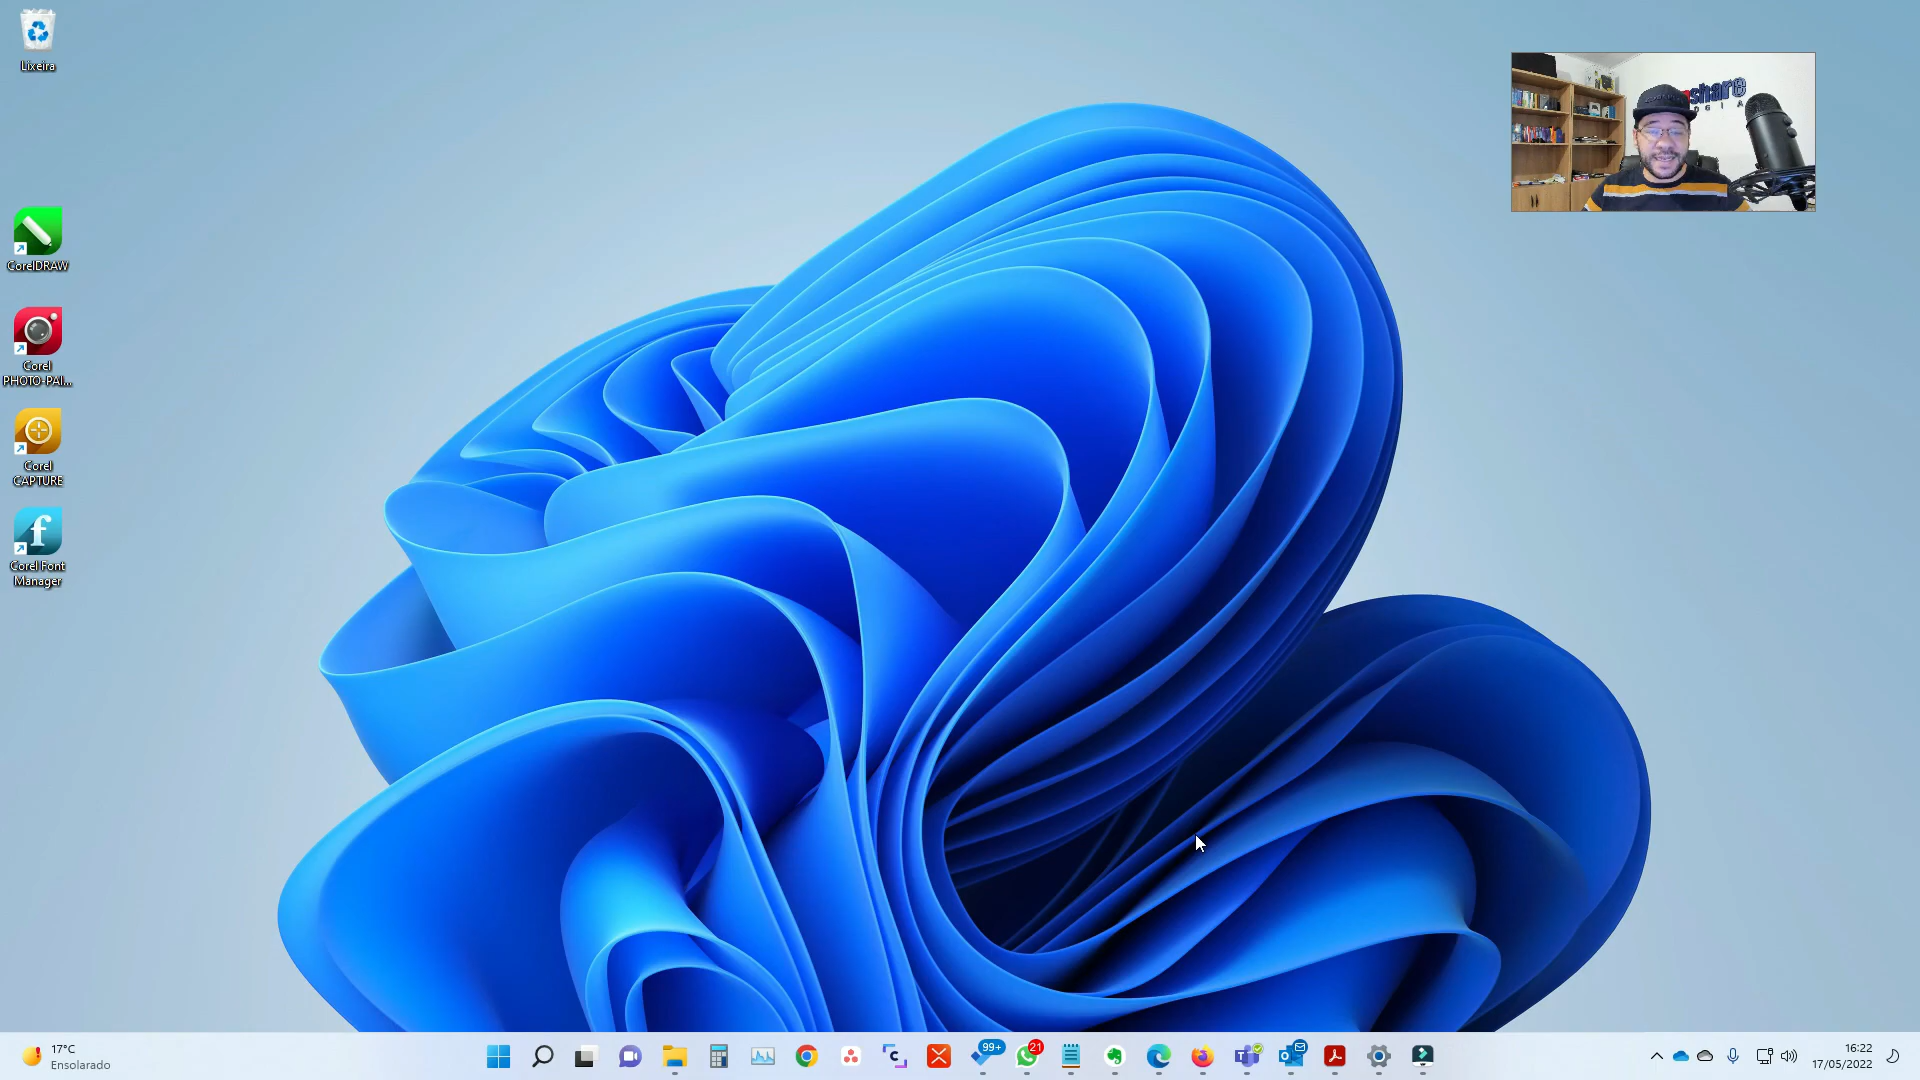 Lixeira
CorelDRAW
Corel
PHOTO-PAI...
Corel
CAPTURE
Corel Font
Manager
share
99+
21
17°C
Ensolarado
16:22
17/05/2022